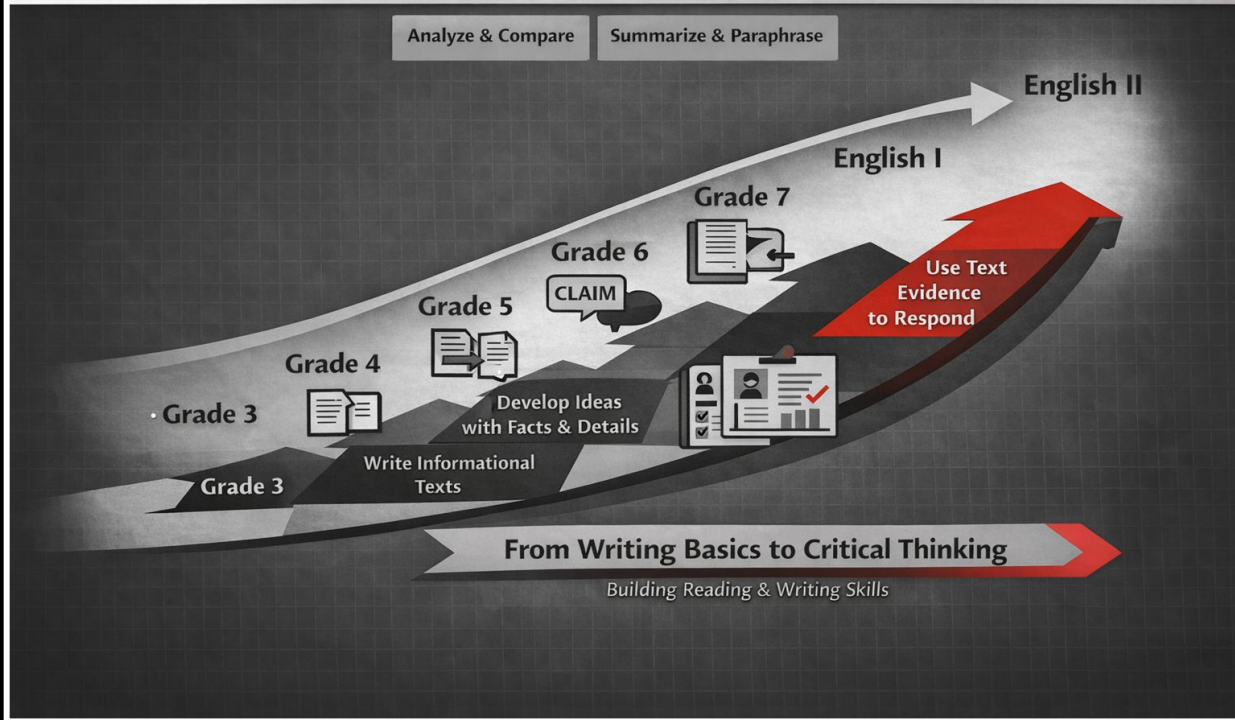 Analyze & Compare
Summarize & Paraphrase
English II
English I
Grade 7
Grade 6
CLAIM
Grade 5
Grade 4
Grade 3
Use Text
Evidence
to Respond
Develop Ideas
with Facts & Details
Write Informational
Texts
Grade 3
From Writing Basics to Critical Thinking
Building Reading & Writing Skills